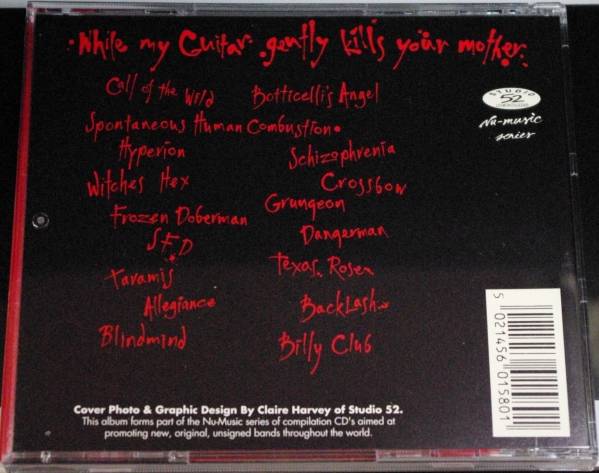 While my Guitar gently kills your mother
Call of the Wild
Botticelli's Angel
Spontaneous Human Combustion
Hyperion
Schizophrenia
Witches Hex
Crossbow
Frozen Doberman
Grungeon
SFD
Dangerman
Taramis
Texas Rosen
Allegiance
BackLash
Blindmind
Billy Club
STUDIO
52
Nu-music
series
Cover Photo & Graphic Design By Claire Harvey of Studio 52.
This album forms part of the Nu-Music series of compilation CD's aimed at
promoting new, original, unsigned bands throughout the world.
5 021456 015801